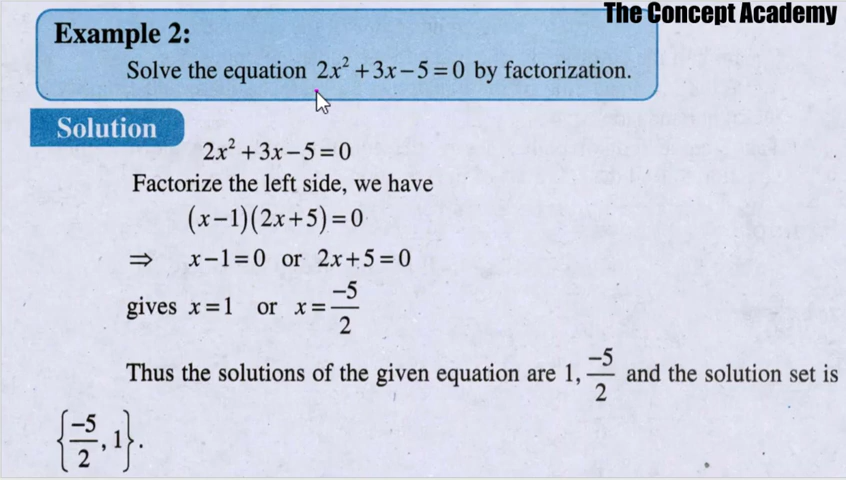 The Concept Academy
Example 2:
Solve the equation 2x² + 3x – 5 = 0 by factorization.
Solution
2x² + 3x – 5 = 0
Factorize the left side, we have
(x–1)(2x+5) = 0
⇒ x–1=0 or 2x+5=0
gives x=1 or x= –5/2
Thus the solutions of the given equation are 1, –5/2 and the solution set is
{–5/2, 1}.